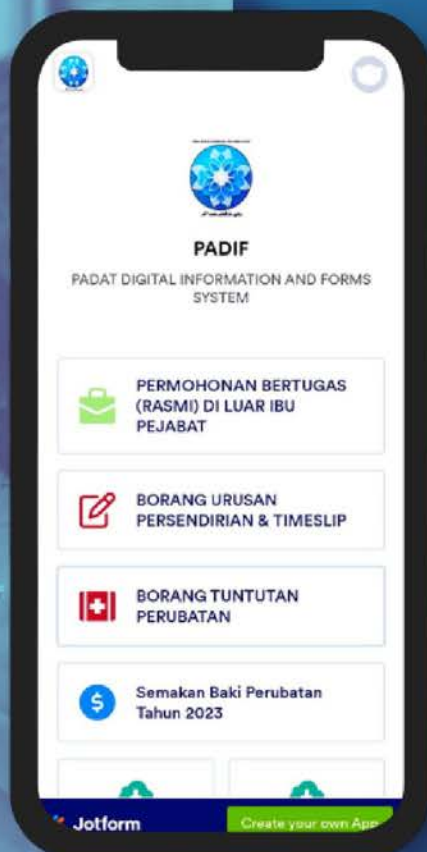 PADIF
PADAT DIGITAL INFORMATION AND FORMS
SYSTEM
PERMOHONAN BERTUGAS
(RASMI) DI LUAR IBU
PEJABAT
BORANG URUSAN
PERSENDIRIAN & TIMESLIP
BORANG TUNTUTAN
PERUBATAN
Semakan Baki Perubatan
Tahun 2023
Jotform
Create your own App